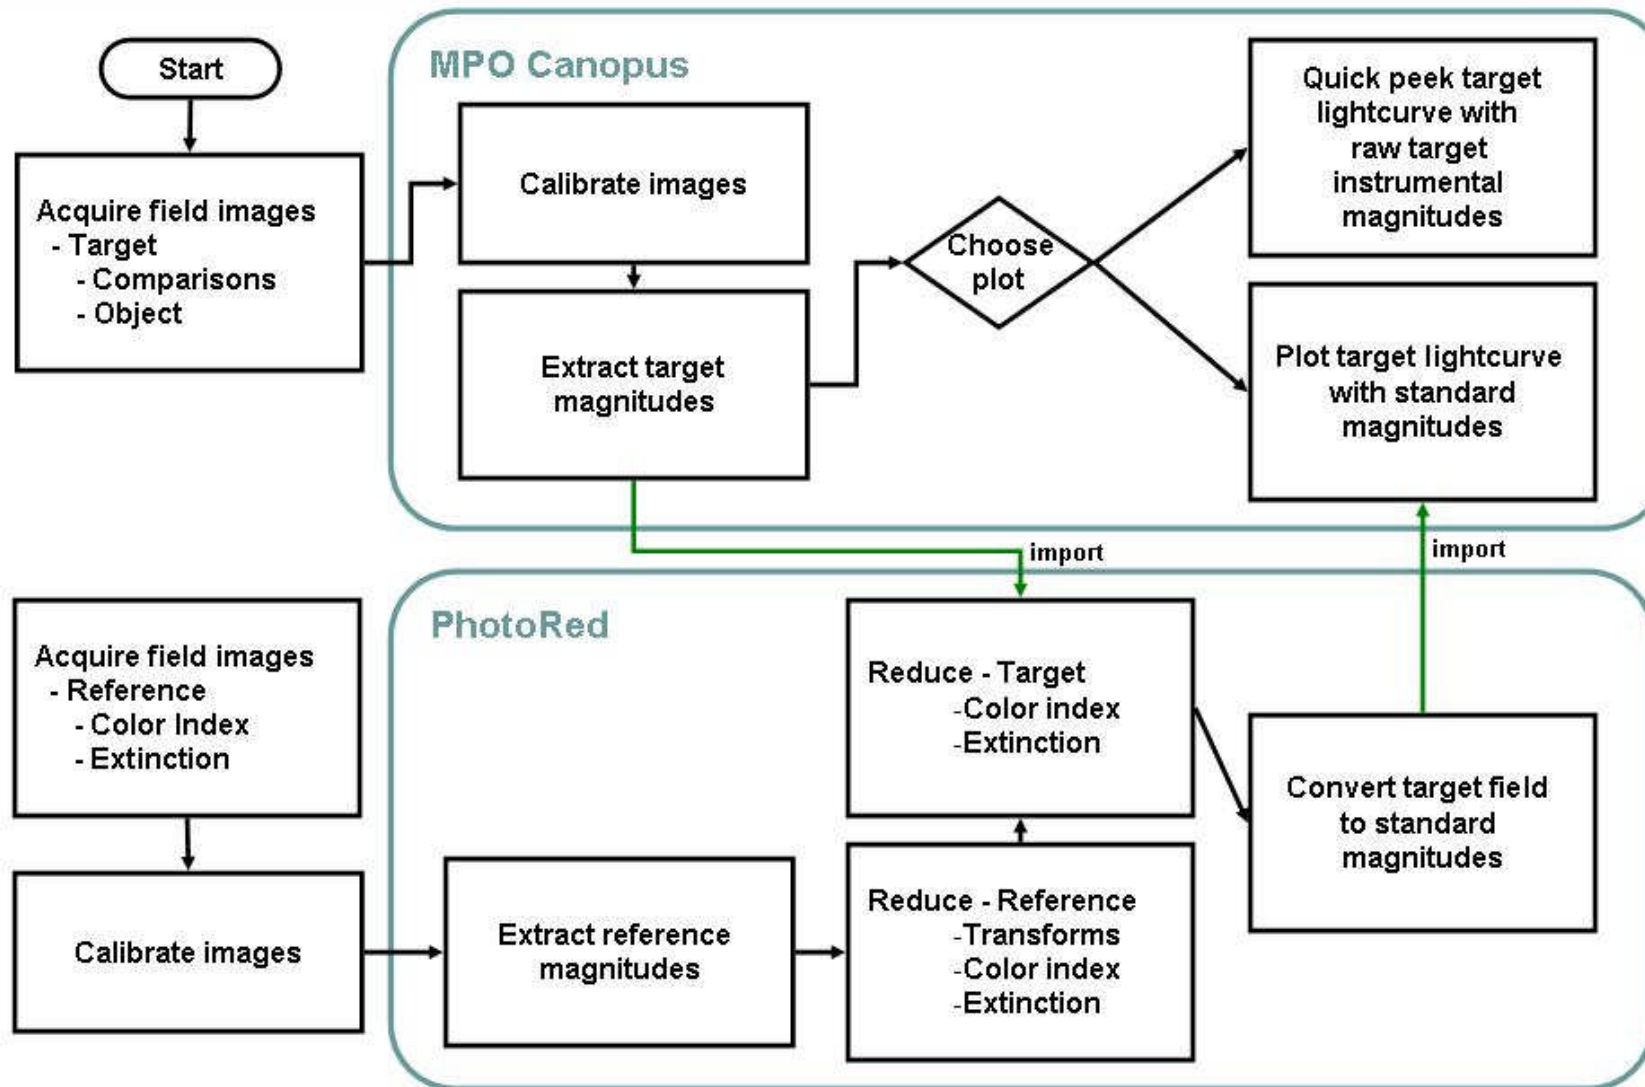 Start
MPO Canopus
Acquire field images
- Target
- Comparisons
- Object
Calibrate images
Extract target
magnitudes
Choose
plot
Quick peek target
lightcurve with
raw target
instrumental
magnitudes
Plot target lightcurve
with standard
magnitudes
import
import
PhotoRed
Acquire field images
- Reference
- Color Index
- Extinction
Calibrate images
Extract reference
magnitudes
Reduce - Target
-Color index
-Extinction
Reduce - Reference
-Transforms
-Color index
-Extinction
Convert target field
to standard
magnitudes